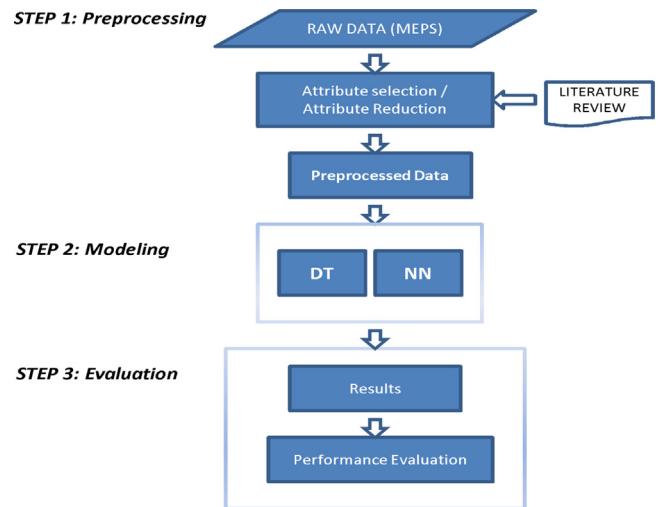 STEP 1: Preprocessing
RAW DATA (MEPS)
Attribute selection /
Attribute Reduction
LITERATURE
REVIEW
Preprocessed Data
STEP 2: Modeling
DT
NN
STEP 3: Evaluation
Results
Performance Evaluation